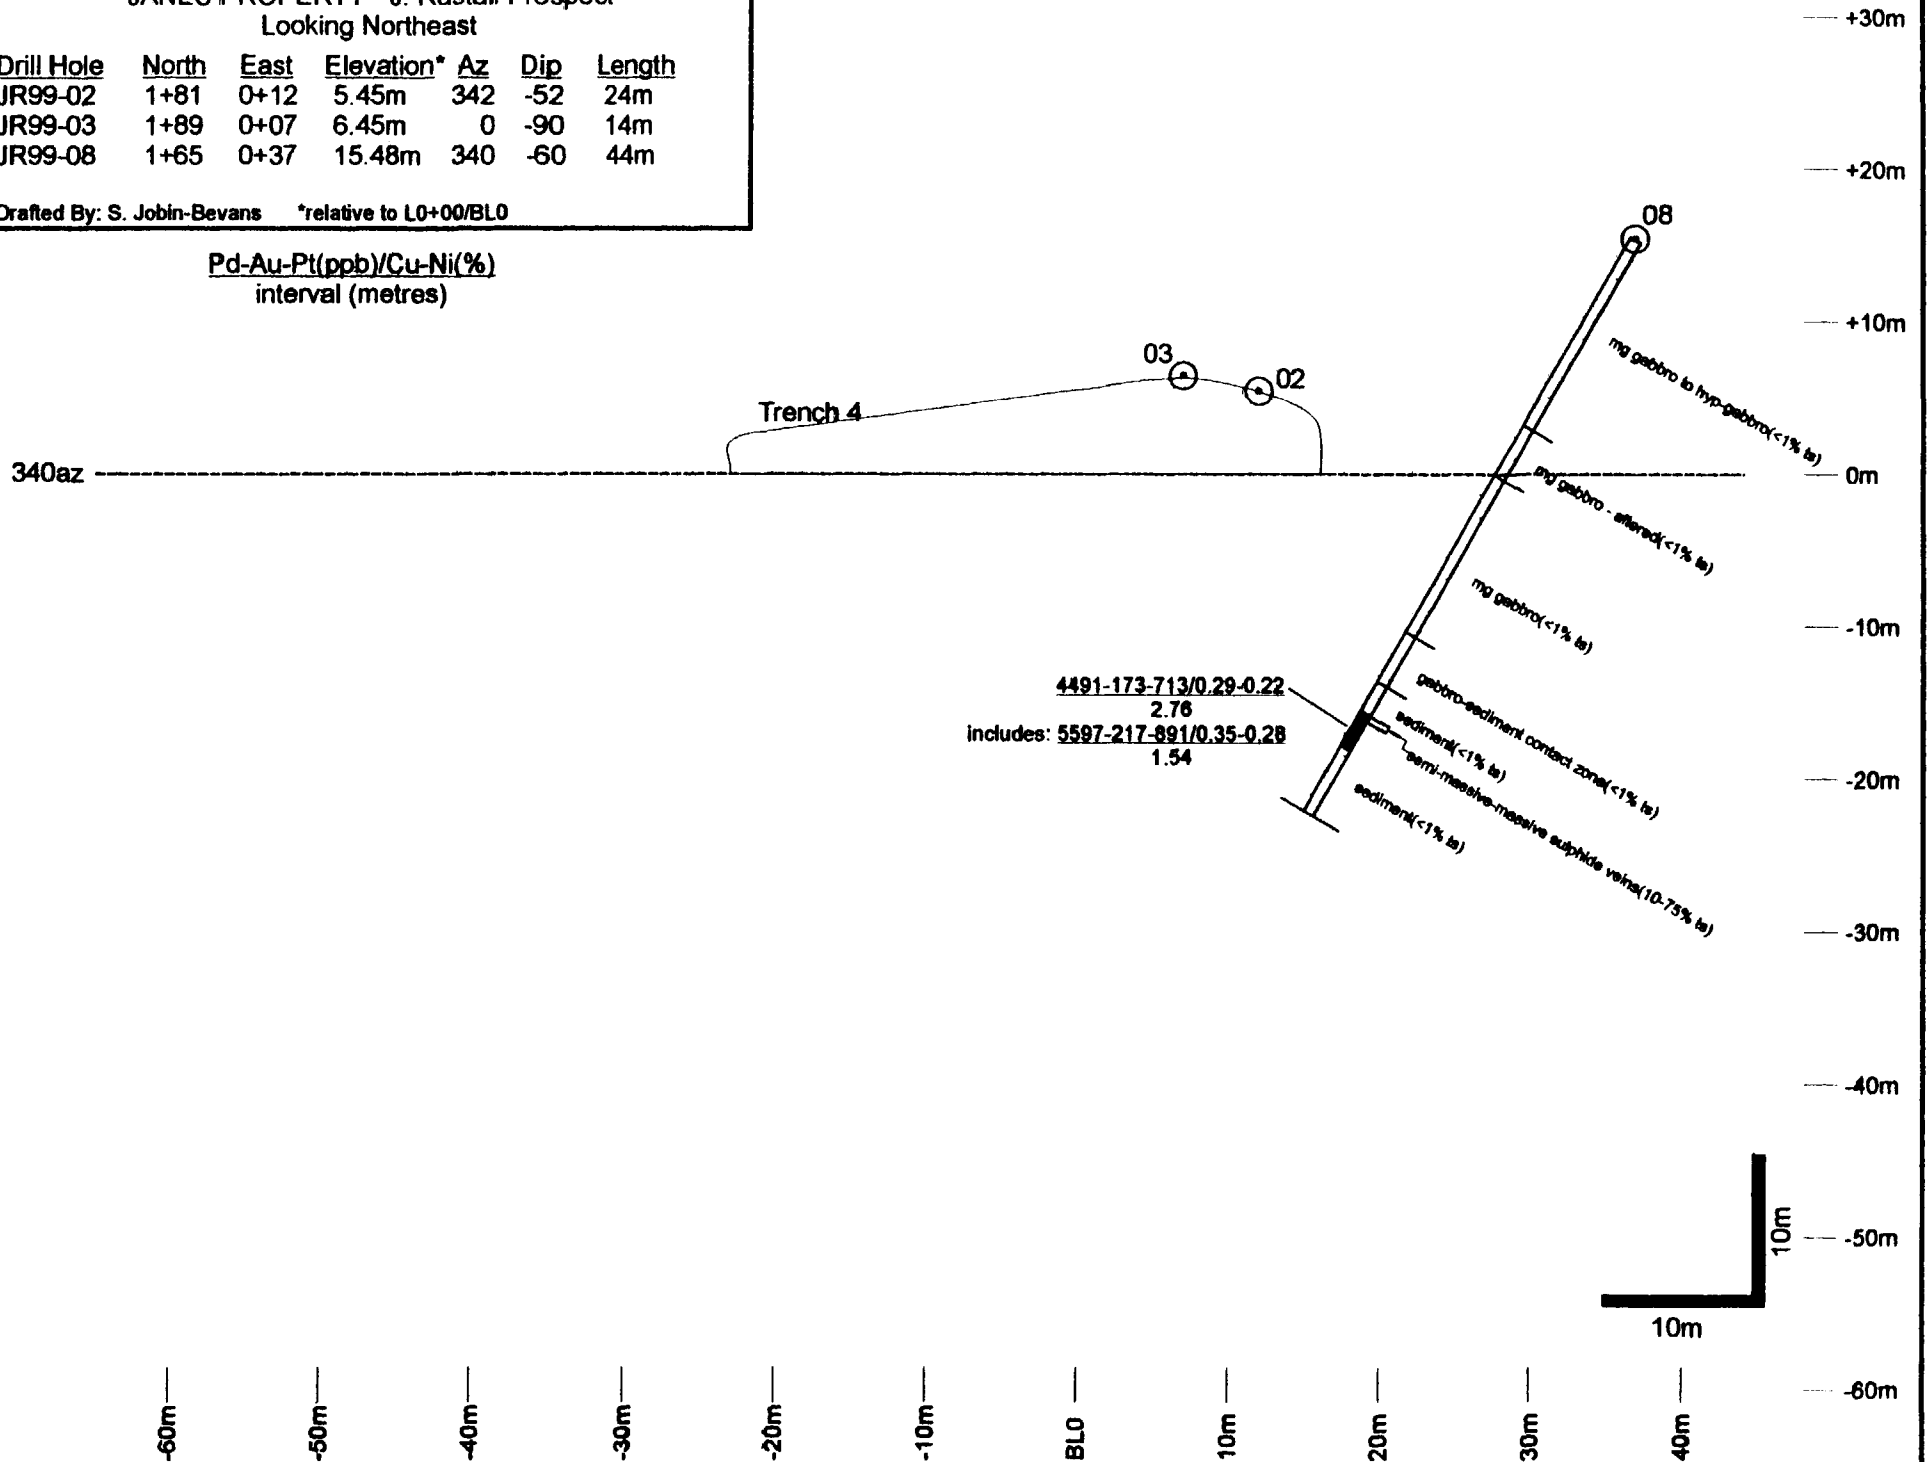 Looking Northeast
Drill Hole North East Elevation* Az Dip Length
JR99-02 1+81 0+12 5.45m 342 -52 24m
JR99-03 1+89 0+07 6.45m 0 -90 14m
JR99-08 1+65 0+37 15.48m 340 -60 44m
Drafted By: S. Jobin-Bevans *relative to L0+00/BL0
Pd-Au-Pt(ppb)/Cu-Ni(%)
interval (metres)
+30m
+20m
08
+10m
03
02
Trench 4
mg gabbro to hyp-gabbro(<1% ts)
340az
0m
mg gabbro - altered(<1% ts)
mg gabbro(<1% ts)
-10m
4491-173-713/0.29-0.22
2.76
includes: 5597-217-891/0.35-0.28
1.54
gabbro-sediment contact zone(<1% ts)
sediment(<1% ts)
semi-massive-massive sulphide veins(10-75% ts)
sediment(<1% ts)
-20m
-30m
-40m
-50m
10m
10m
-60m
-60m
-50m
-40m
-30m
-20m
-10m
BL0
10m
20m
30m
40m